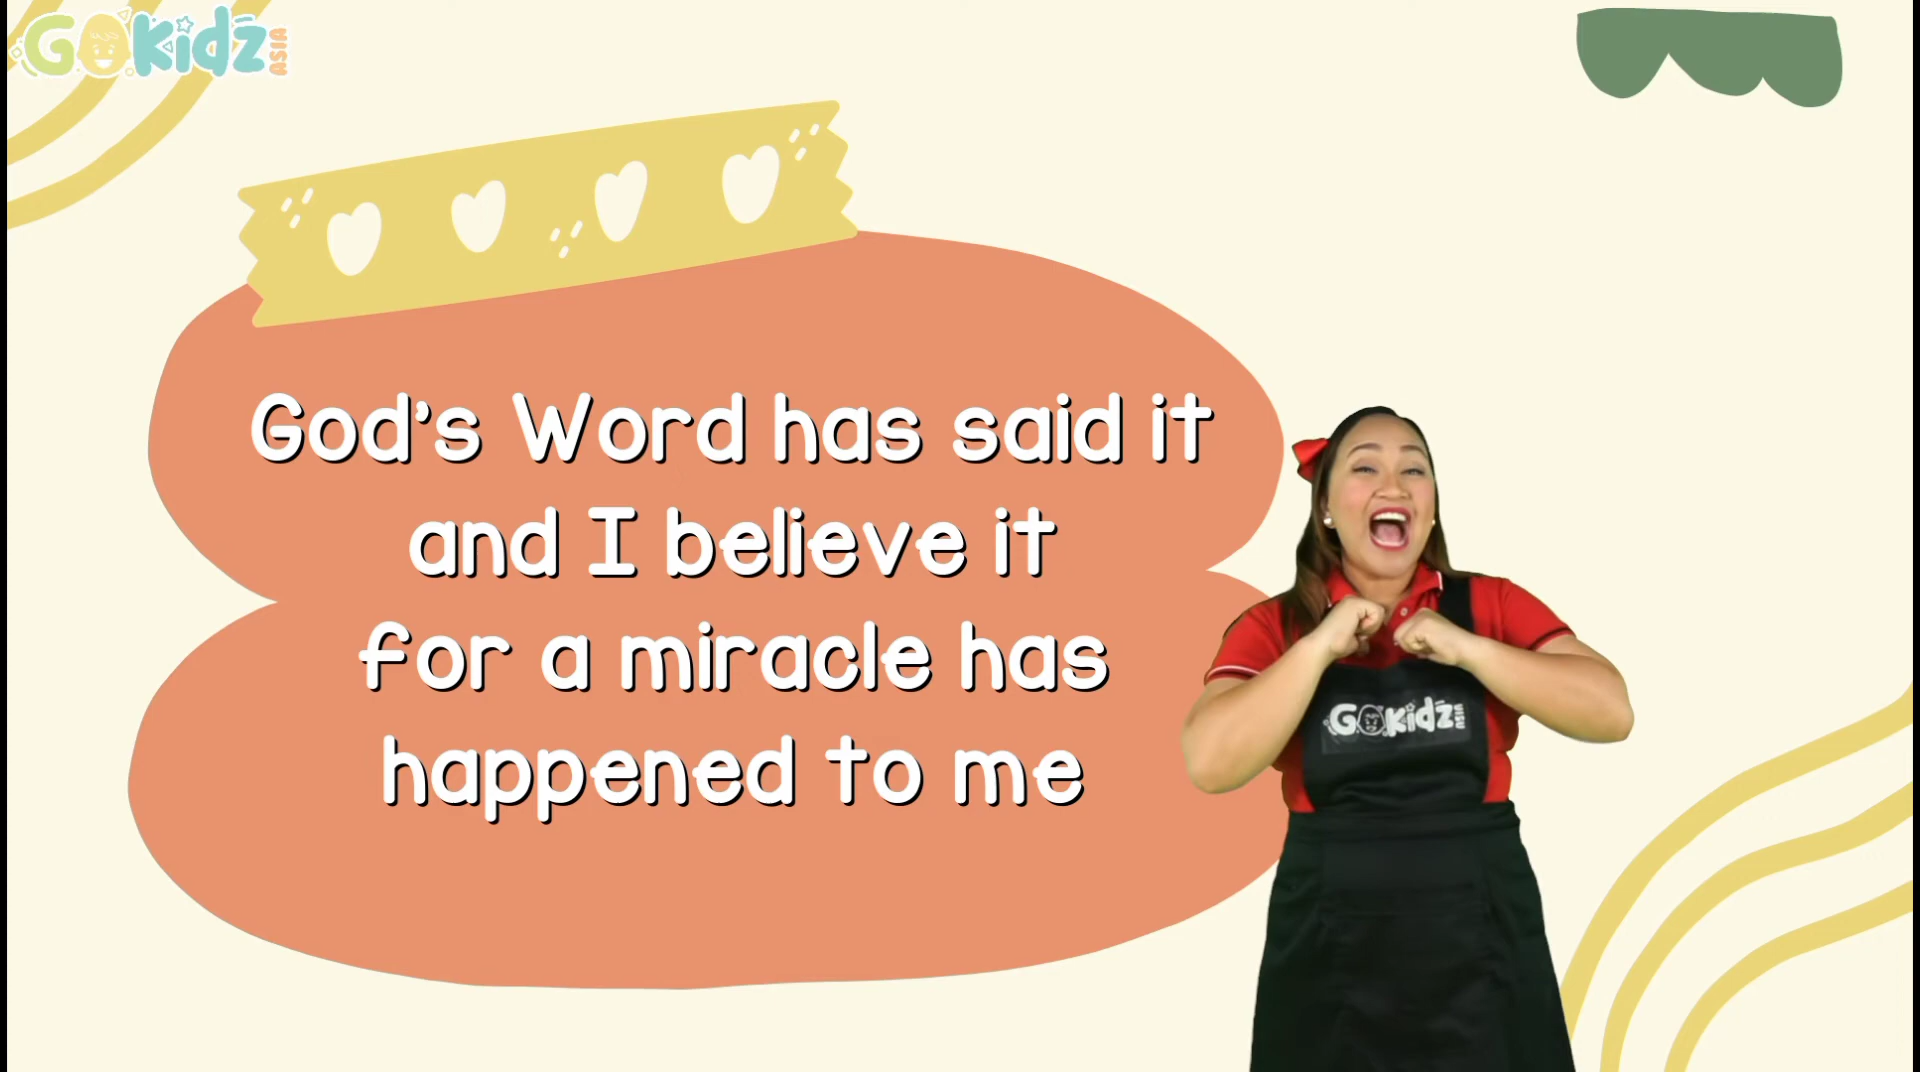 GOKidz ASIA
God's Word has said it
and I believe it
for a miracle has
happened to me
GOKidz ASIA